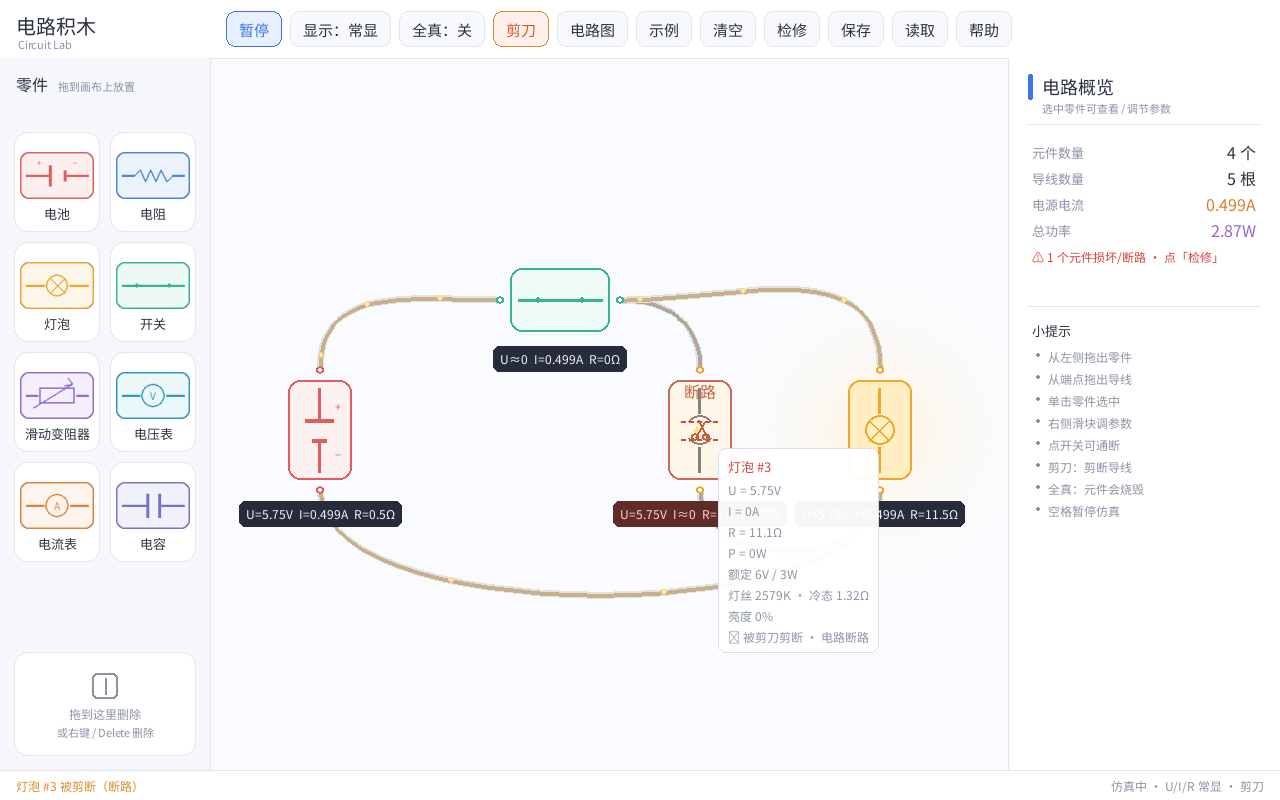 电路积木
Circuit Lab
暂停
显示：常显
全真：关
剪刀
电路图
示例
清空
检修
保存
读取
帮助
零件
拖到画布上放置
电池
电阻
灯泡
开关
滑动变阻器
V
电压表
A
电流表
电容
拖到这里删除
或右键 / Delete 删除
U≈0 I=0.499A R=0Ω
断路
U=5.75V I=0.499A R=0.5Ω
U=5.75V I≈0 R=
U=5.75V I=0.499A R=11.5Ω
灯泡 #3
U = 5.75V
I = 0A
R = 11.1Ω
P = 0W
额定 6V / 3W
灯丝 2579K · 冷态 1.32Ω
亮度 0%
被剪刀剪断 · 电路断路
电路概览
选中零件可查看 / 调节参数
元件数量 4 个
导线数量 5 根
电源电流 0.499A
总功率 2.87W
⚠ 1 个元件损坏/断路 · 点「检修」
小提示
• 从左侧拖出零件
• 从端点拖出导线
• 单击零件选中
• 右侧滑块调参数
• 点开关可通断
• 剪刀：剪断导线
• 全真：元件会烧毁
• 空格暂停仿真
灯泡 #3 被剪断（断路）
仿真中 · U/I/R 常显 · 剪刀